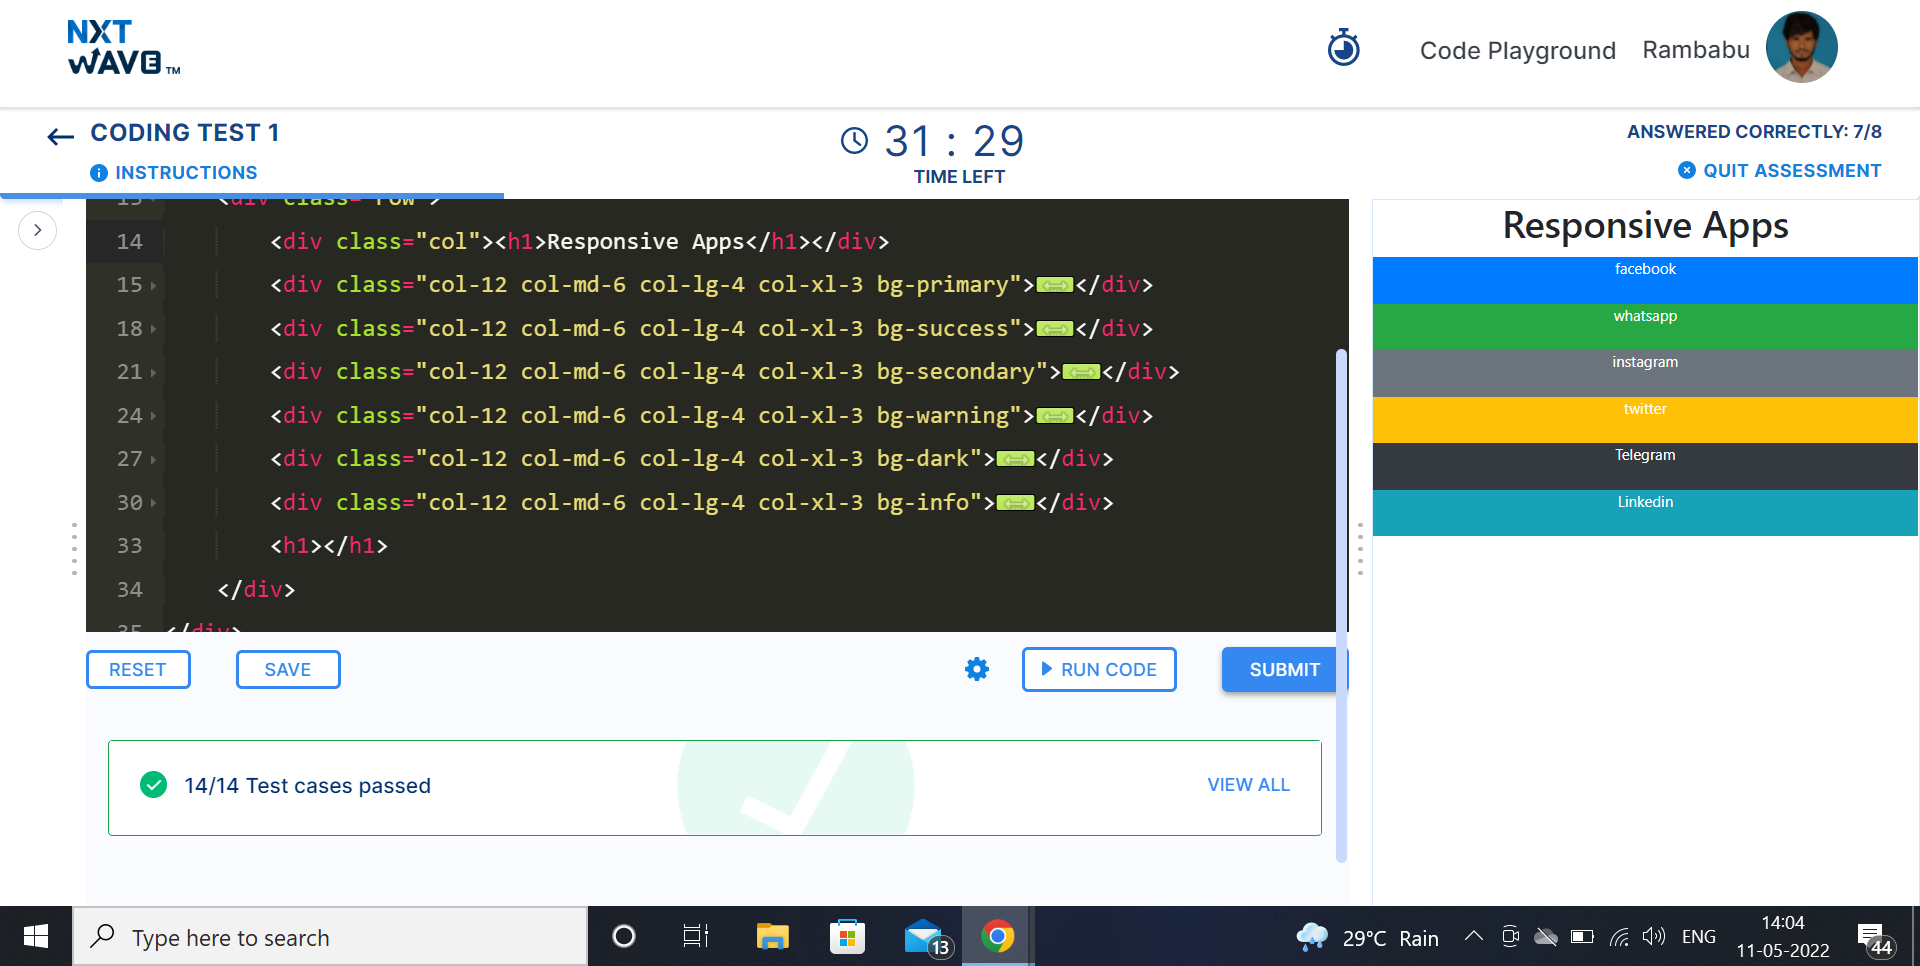 NXT
WAVE TM
Code Playground
Rambabu
CODING TEST 1
INSTRUCTIONS
31 : 29
TIME LEFT
ANSWERED CORRECTLY: 7/8
QUIT ASSESSMENT
13 <div class="row">
14 <div class="col"><h1>Responsive Apps</h1></div>
15 <div class="col-12 col-md-6 col-lg-4 col-xl-3 bg-primary"></div>
18 <div class="col-12 col-md-6 col-lg-4 col-xl-3 bg-success"></div>
21 <div class="col-12 col-md-6 col-lg-4 col-xl-3 bg-secondary"></div>
24 <div class="col-12 col-md-6 col-lg-4 col-xl-3 bg-warning"></div>
27 <div class="col-12 col-md-6 col-lg-4 col-xl-3 bg-dark"></div>
30 <div class="col-12 col-md-6 col-lg-4 col-xl-3 bg-info"></div>
33 <h1></h1>
34 </div>
35 </div>
RESET
SAVE
RUN CODE
SUBMIT
14/14 Test cases passed
VIEW ALL
Responsive Apps
facebook
whatsapp
instagram
twitter
Telegram
Linkedin
Type here to search
13
29°C Rain
ENG
14:04
11-05-2022
44